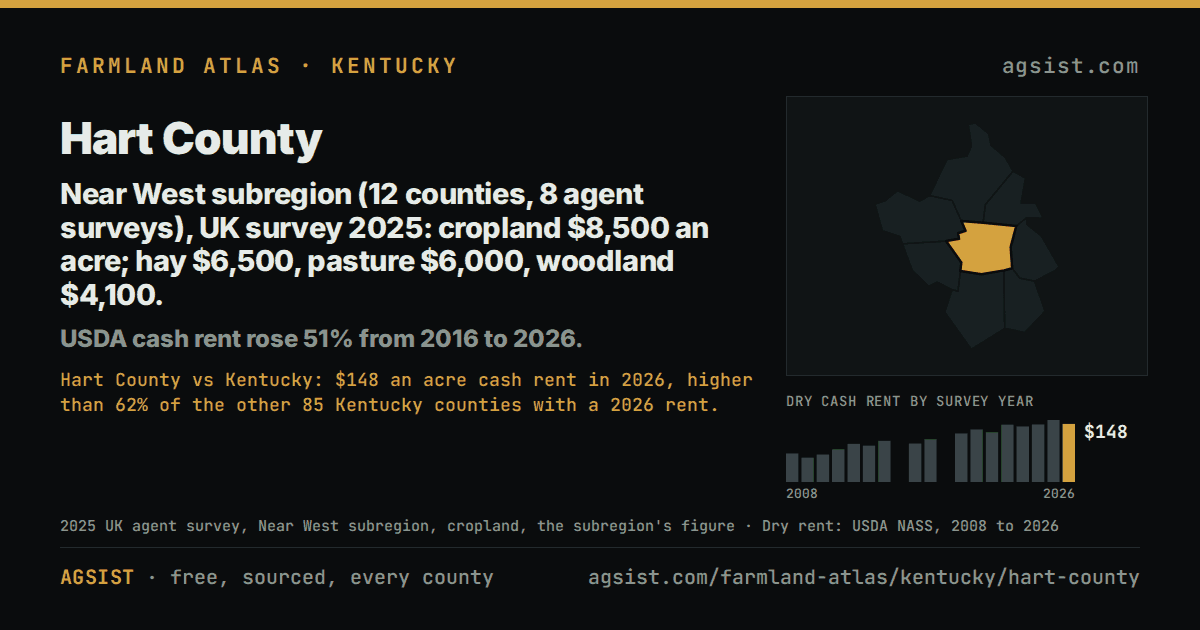 FARMLAND ATLAS · KENTUCKY
agsist.com
Hart County
Near West subregion (12 counties, 8 agent
surveys), UK survey 2025: cropland $8,500 an
acre; hay $6,500, pasture $6,000, woodland
$4,100.
USDA cash rent rose 51% from 2016 to 2026.
Hart County vs Kentucky: $148 an acre cash rent in 2026, higher
than 62% of the other 85 Kentucky counties with a 2026 rent.
DRY CASH RENT BY SURVEY YEAR
$148
2008
2026
2025 UK agent survey, Near West subregion, cropland, the subregion's figure · Dry rent: USDA NASS, 2008 to 2026
AGSIST · free, sourced, every county
agsist.com/farmland-atlas/kentucky/hart-county